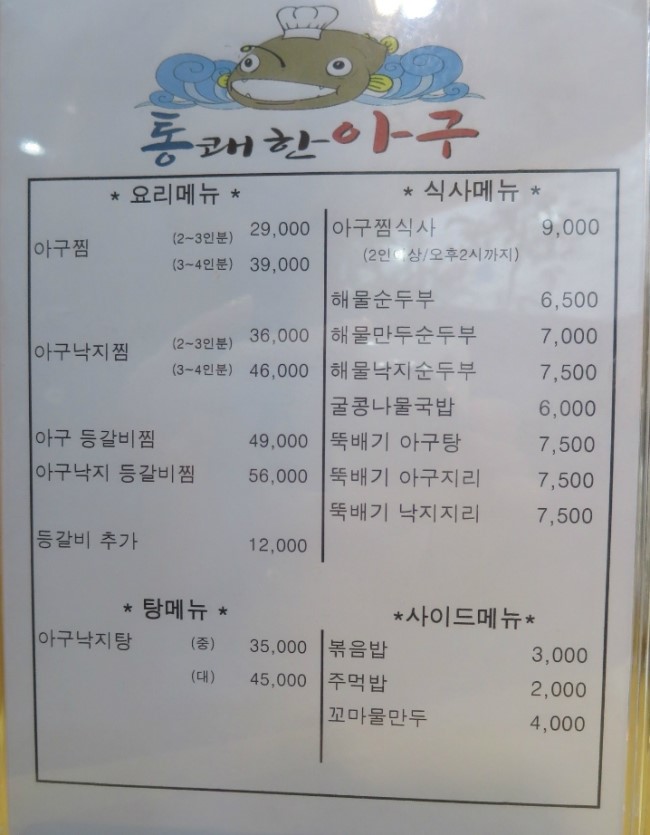 통쾌한아구
* 요리메뉴 *
아구찜 (2~3인분) 29,000
(3~4인분) 39,000
아구낙지찜 (2~3인분) 36,000
(3~4인분) 46,000
아구 등갈비찜 49,000
아구낙지 등갈비찜 56,000
등갈비 추가 12,000
* 식사메뉴 *
아구찜식사 9,000
(2인이상/오후2시까지)
해물순두부 6,500
해물만두순두부 7,000
해물낙지순두부 7,500
굴콩나물국밥 6,000
뚝배기 아구탕 7,500
뚝배기 아구지리 7,500
뚝배기 낙지지리 7,500
* 탕메뉴 *
아구낙지탕 (중) 35,000
(대) 45,000
*사이드메뉴*
볶음밥 3,000
주먹밥 2,000
꼬마물만두 4,000